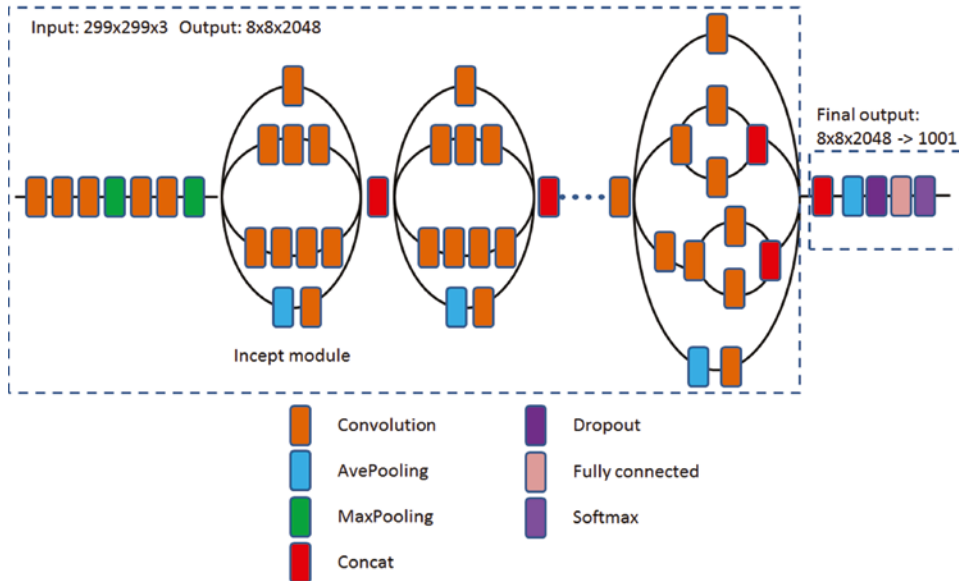 Input: 299x299x3 Output: 8x8x2048
Final output:
8x8x2048 -> 1001
Incept module
Convolution
AvePooling
MaxPooling
Concat
Dropout
Fully connected
Softmax